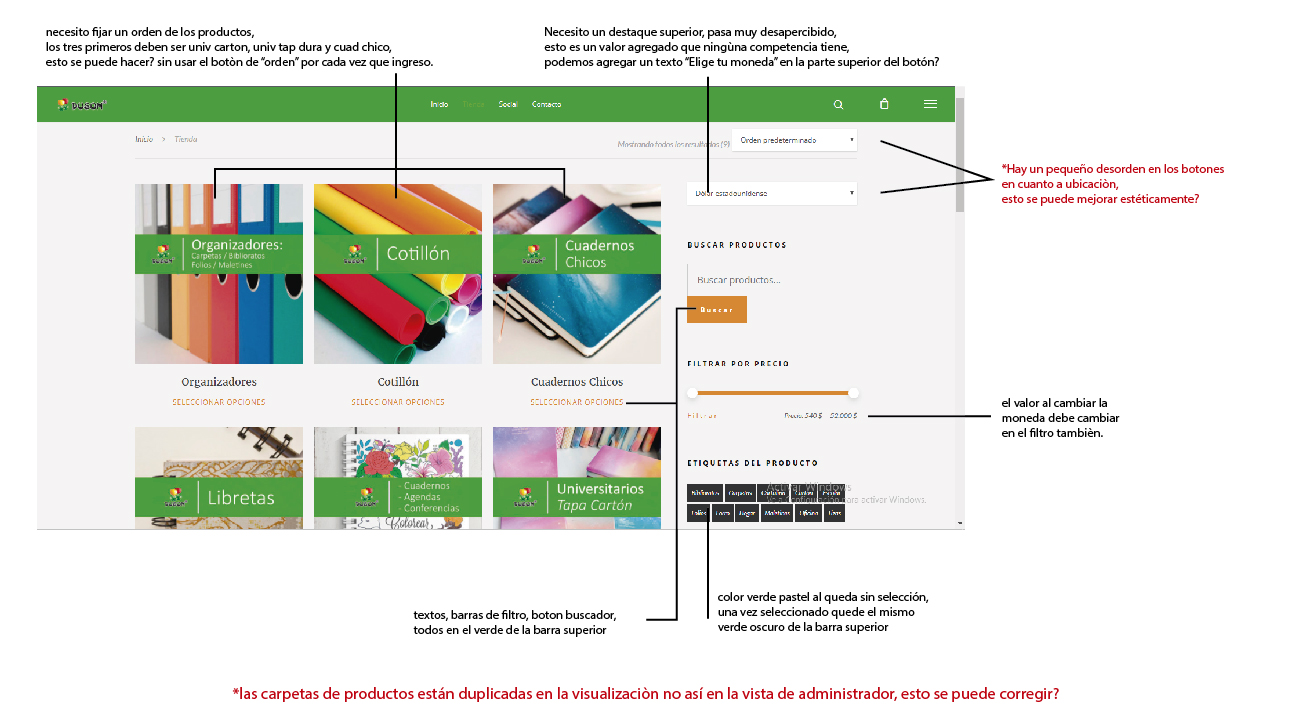 necesito fijar un orden de los productos,
los tres primeros deben ser univ carton, univ tap dura y cuad chico,
esto se puede hacer? sin usar el botòn de “orden” por cada vez que ingreso.
Necesito un destaque superior, pasa muy desapercibido,
esto es un valor agregado que ningùna competencia tiene,
podemos agregar un texto “Elige tu moneda” en la parte superior del botón?
DUSON
Inicio
Tienda
Social
Contacto
Inicio > Tienda
Mostrando todos los resultados (9)
Orden predeterminado
*Hay un pequeño desorden en los botones
en cuanto a ubicaciòn,
esto se puede mejorar estéticamente?
Dólar estadounidense
Organizadores:
Carpetas / Biblioratos
Folios / Maletines
Cotillón
Cuadernos
Chicos
BUSCAR PRODUCTOS
Buscar productos...
Buscar
FILTRAR POR PRECIO
Organizadores
Cotillón
Cuadernos Chicos
SELECCIONAR OPCIONES
SELECCIONAR OPCIONES
SELECCIONAR OPCIONES
Filtrar
Precio: 540 $ — 52.000 $
el valor al cambiar la
moneda debe cambiar
en el filtro tambièn.
ETIQUETAS DEL PRODUCTO
Libretas
- Cuadernos
- Agendas
- Conferencias
Colorear
Universitarios
Tapa Cartón
Biblioratos
Carpetas
Folios
Hogar
Maletines
Oficina
Activar Windows
Ve a Configuración para activar Windows.
textos, barras de filtro, boton buscador,
todos en el verde de la barra superior
color verde pastel al queda sin selección,
una vez seleccionado quede el mismo
verde oscuro de la barra superior
*las carpetas de productos están duplicadas en la visualizaciòn no así en la vista de administrador, esto se puede corregir?